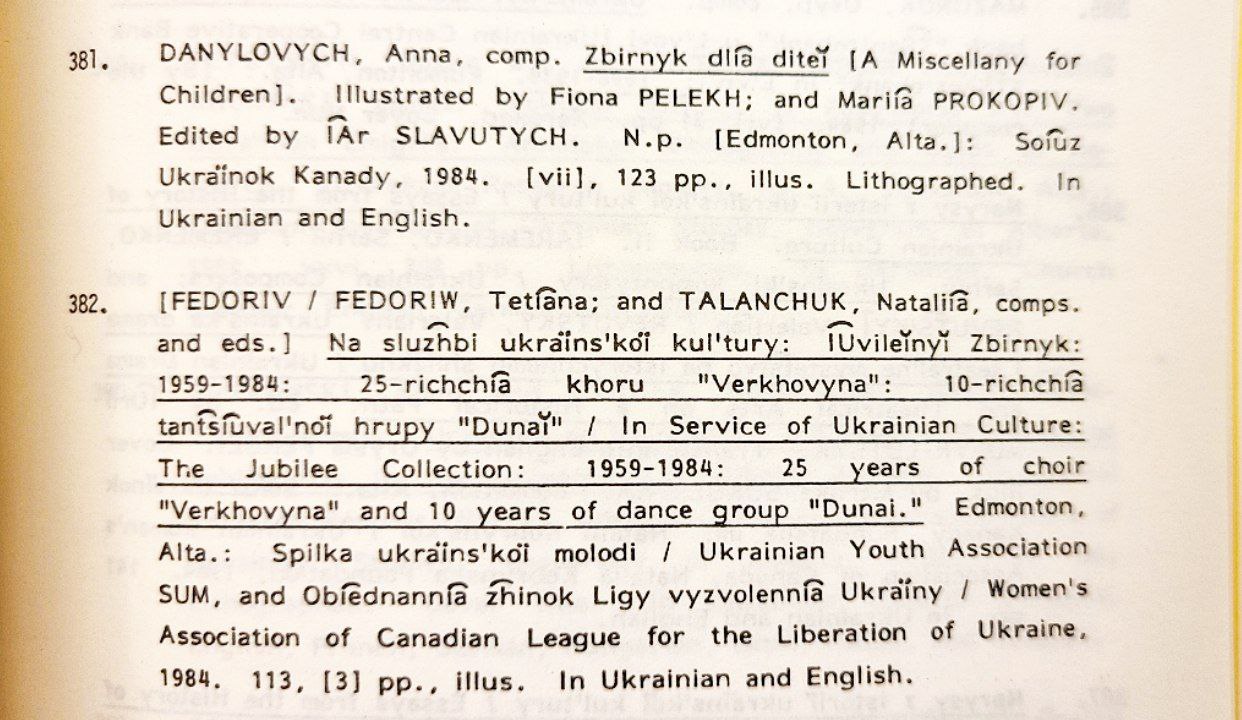 381. DANYLOVYCH, Anna, comp. Zbirnyk dli͡a diteĭ [A Miscellany for
Children]. Illustrated by Fiona PELEKH; and Marii͡a PROKOPIV.
Edited by I͡Ar SLAVUTYCH. N.p. [Edmonton, Alta.]: Soi͡uz
Ukraïnok Kanady, 1984. [vii], 123 pp., illus. Lithographed. In
Ukrainian and English.
382. [FEDORIV / FEDORIW, Teti͡ana; and TALANCHUK, Natalii͡a, comps.
and eds.] Na sluz͡hbi ukraïns'koï kul'tury: I͡Uvileĭnyĭ Zbirnyk:
1959-1984: 25-richchi͡a khoru "Verkhovyna": 10-richchi͡a
tant͡si͡uval'noï hrupy "Dunaĭ" / In Service of Ukrainian Culture:
The Jubilee Collection: 1959-1984: 25 years of choir
"Verkhovyna" and 10 years of dance group "Dunai." Edmonton,
Alta.: Spilka ukraïns'koï molodi / Ukrainian Youth Association
SUM, and Obi͡ednanni͡a z͡hinok Ligy vyzvolenni͡a Ukraïny / Women's
Association of Canadian League for the Liberation of Ukraine,
1984. 113, [3] pp., illus. In Ukrainian and English.